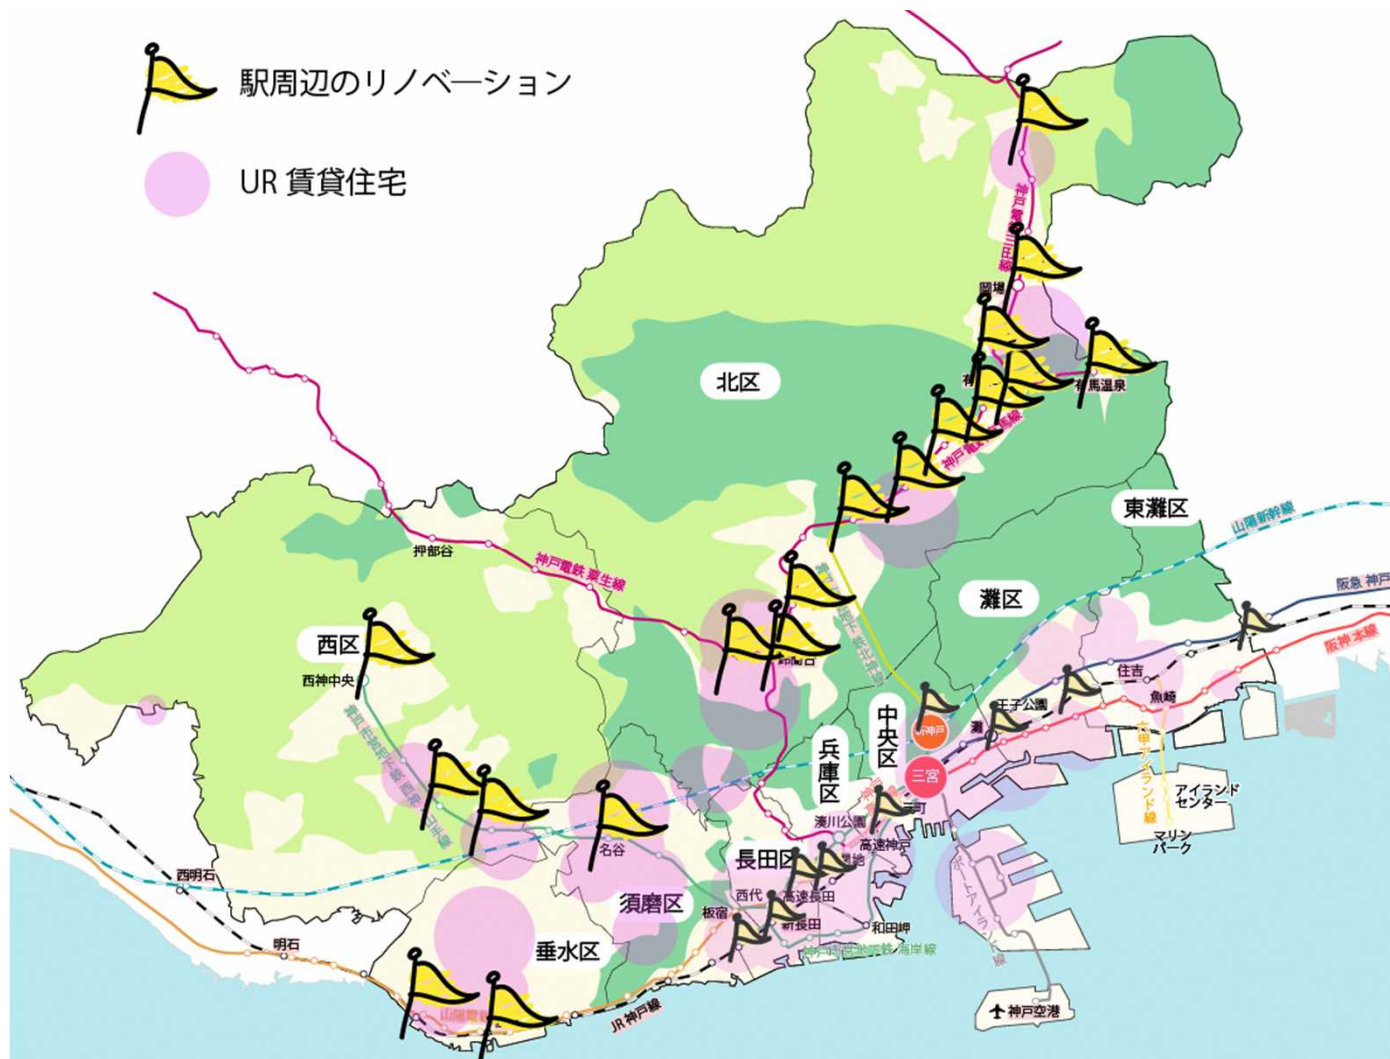 駅周辺のリノベーション
UR 賃貸住宅
岡場
有馬温泉
北区
東灘区
山陽新幹線
押部谷
神戸電鉄 粟生線
灘区
阪急 神戸
阪神 本線
西区
西神中央
住吉
魚崎
王子公園
灘
中央区
兵庫区
三宮
六甲アイランド線
アイランド
センター
マリン
パーク
湊川公園
高速神戸
長田区
西明石
名谷
須磨区
西代
高速長田
板宿
新長田
和田岬
ポートアイランド線
明石
垂水区
JR 神戸線
神戸空港